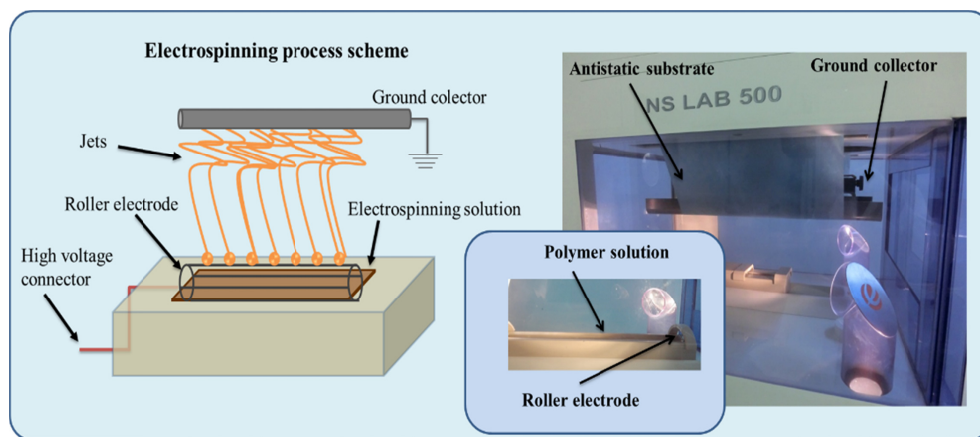 Electrospinning process scheme
Ground colector
Jets
Roller electrode
Electrospinning solution
High voltage
connector
Antistatic substrate
Ground collector
NS LAB 500
Polymer solution
Roller electrode